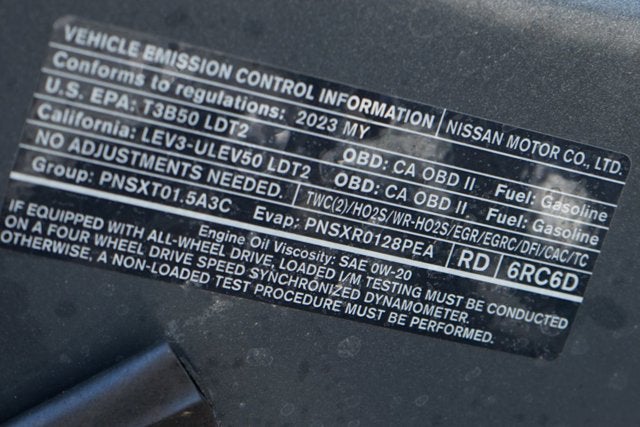 VEHICLE EMISSION CONTROL INFORMATION NISSAN MOTOR CO., LTD.
Conforms to regulations: 2023 MY
U.S. EPA: T3B50 LDT2 OBD: CA OBD II Fuel: Gasoline
California: LEV3-ULEV50 LDT2 OBD: CA OBD II Fuel: Gasoline
NO ADJUSTMENTS NEEDED. TWC(2)/HO2S/WR-HO2S/EGR/EGRC/DFI/CAC/TC
Group: PNSXT01.5A3C Evap: PNSXR0128PEA RD 6RC6D
Engine Oil Viscosity: SAE 0W-20
IF EQUIPPED WITH ALL-WHEEL DRIVE, LOADED I/M TESTING MUST BE CONDUCTED
ON A FOUR WHEEL DRIVE SPEED SYNCHRONIZED DYNAMOMETER.
OTHERWISE, A NON-LOADED TEST PROCEDURE MUST BE PERFORMED.